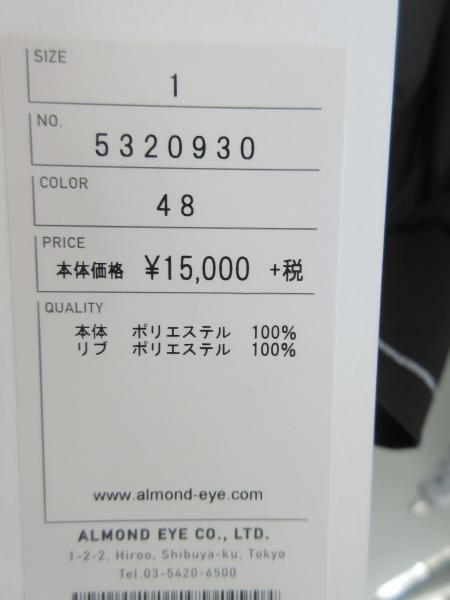 SIZE
1
NO.
5320930
COLOR
48
PRICE
本体価格 ¥15,000 +税
QUALITY
本体 ポリエステル 100%
リブ ポリエステル 100%
www.almond-eye.com
ALMOND EYE CO., LTD.
1-2-2, Hiroo, Shibuya-ku, Tokyo
Tel.03-5420-6500